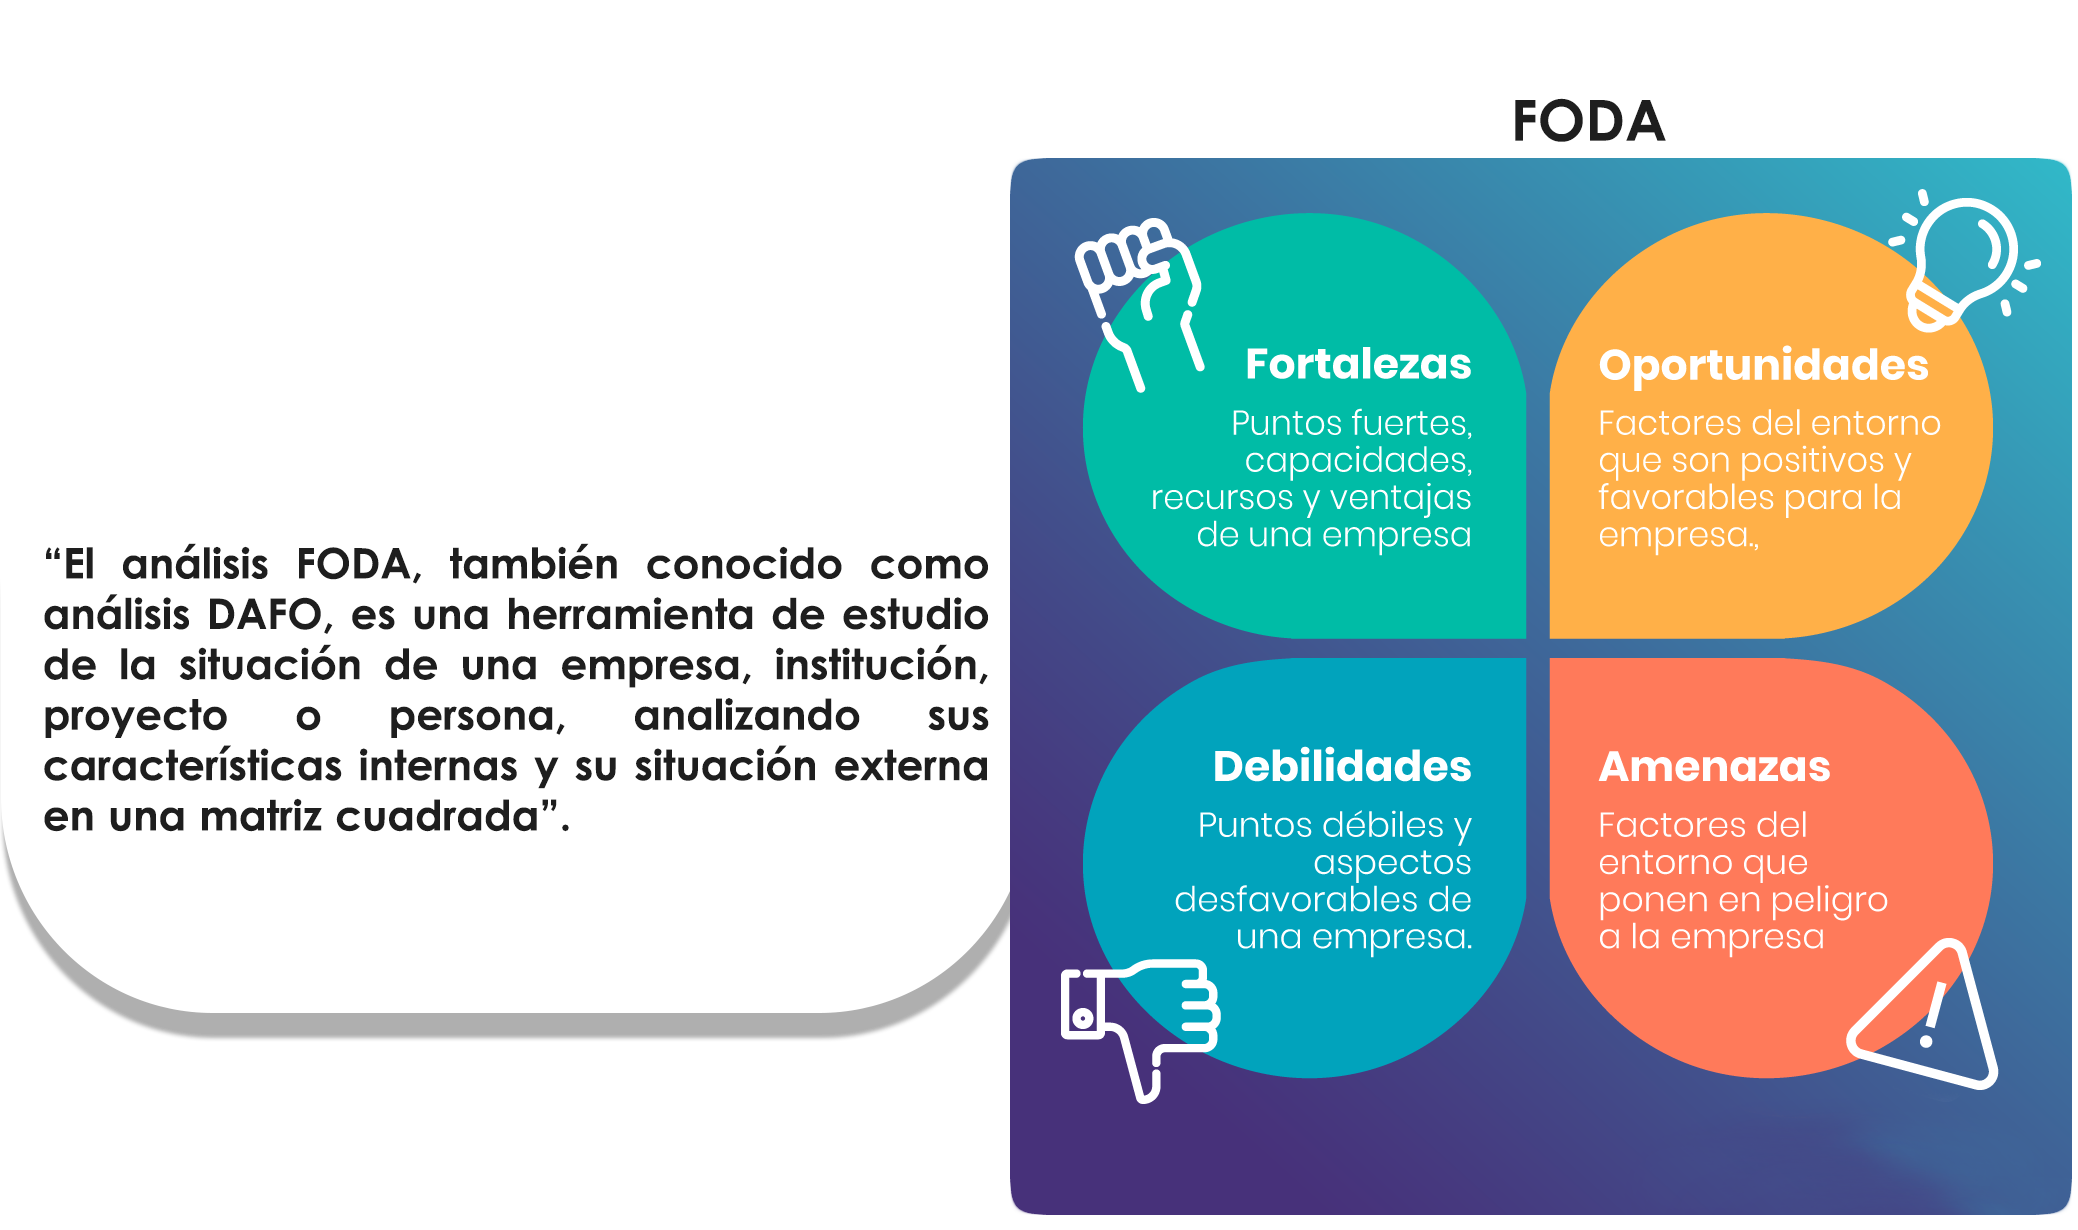 FODA
“El análisis FODA, también conocido como
análisis DAFO, es una herramienta de estudio
de la situación de una empresa, institución,
proyecto o persona, analizando sus
características internas y su situación externa
en una matriz cuadrada”.
Fortalezas
Puntos fuertes,
capacidades,
recursos y ventajas
de una empresa
Oportunidades
Factores del entorno
que son positivos y
favorables para la
empresa.,
Debilidades
Puntos débiles y
aspectos
desfavorables de
una empresa.
Amenazas
Factores del
entorno que
ponen en peligro
a la empresa